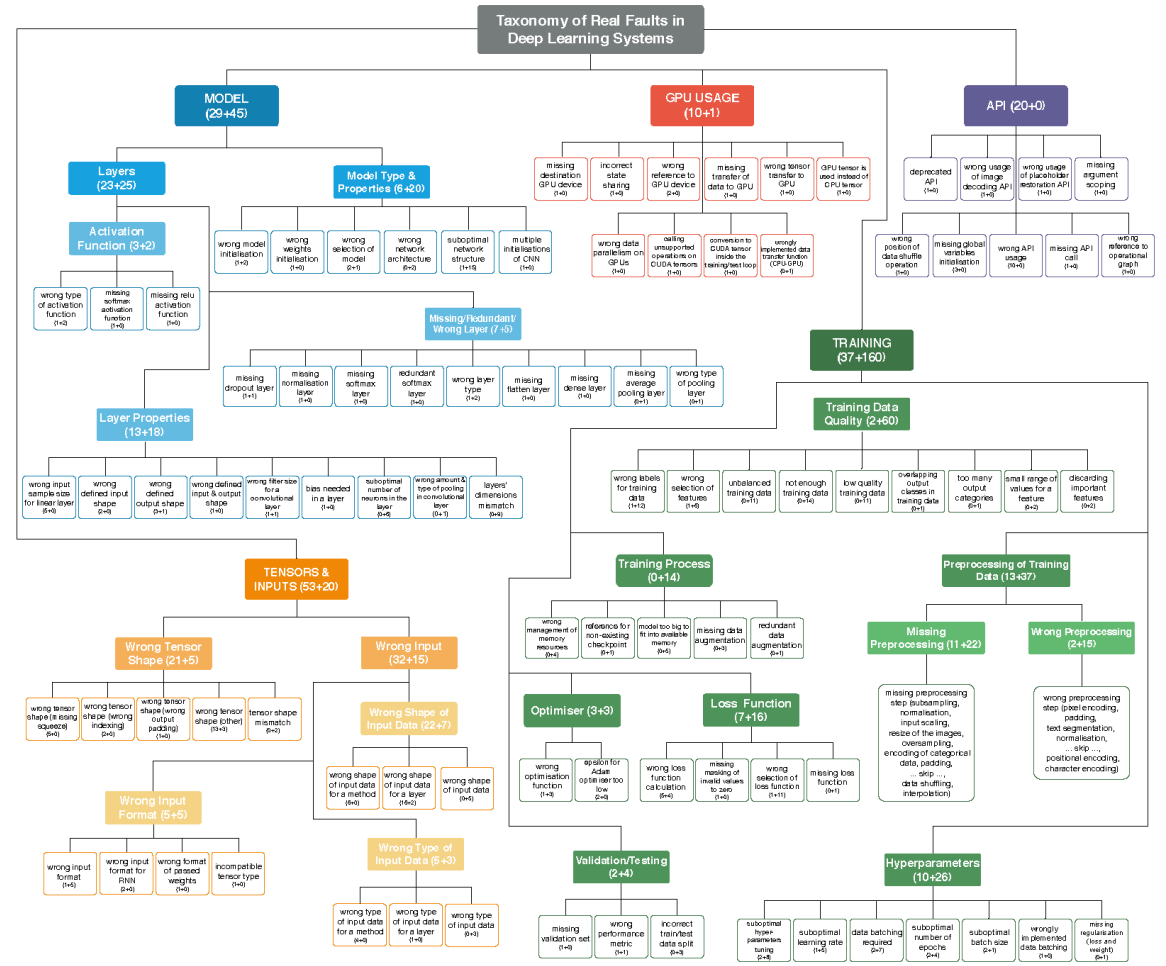 Taxonomy of Real Faults in
Deep Learning Systems
MODEL
(29+45)
GPU USAGE
(10+1)
API (20+0)
Layers
(23+25)
Model Type &
Properties (6+20)
Activation
Function (3+2)
wrong type
of activation
function
(1+2)
missing
softmax
activation
function
(1+0)
missing relu
activation
function
(1+0)
wrong model
initialisation
(1+2)
wrong
weights
initialisation
(1+0)
wrong
selection of
model
(2+1)
wrong
network
architecture
(0+2)
suboptimal
network
structure
(1+15)
multiple
initialisations
of CNN
(1+0)
missing
destination
GPU device
(1+0)
incorrect
state
sharing
(1+0)
wrong
reference to
GPU device
(2+0)
missing
transfer of
data to GPU
(1+0)
wrong tensor
transfer to
GPU
(1+0)
GPU tensor is
used instead of
CPU tensor
(1+0)
wrong data
parallelism on
GPUs
(1+0)
calling
unsupported
operations on
CUDA tensors
(1+0)
conversion to
CUDA tensor
inside the
training/test loop
(1+0)
wrongly
implemented data
transfer function
(CPU-GPU)
(0+1)
deprecated
API
(1+0)
wrong usage
of image
decoding API
(1+0)
wrong usage
of placeholder
restoration API
(1+0)
missing
argument
scoping
(1+0)
wrong
position of
data shuffle
operation
(1+0)
missing global
variables
initialisation
(3+0)
wrong API
usage
(10+0)
missing API
call
(1+0)
wrong
reference to
operational
graph
(1+0)
Missing/Redundant/
Wrong Layer (7+5)
missing
dropout layer
(1+1)
missing
normalisation
layer
(1+0)
missing
softmax
layer
(1+0)
redundant
softmax
layer
(1+0)
wrong layer
type
(1+2)
missing
flatten layer
(1+0)
missing
dense layer
(1+0)
missing
average
pooling layer
(0+1)
wrong type
of pooling
layer
(0+1)
Layer Properties
(13+18)
wrong input
sample size
for linear layer
(5+0)
wrong
defined input
shape
(2+0)
wrong
defined
output shape
(3+1)
wrong defined
input & output
shape
(1+0)
wrong filter size
for a
convolutional
layer
(1+1)
bias needed
in a layer
(1+0)
suboptimal
number of
neurons in the
layer
(0+6)
wrong amount &
type of pooling
in convolutional
layer
(0+1)
layers'
dimensions
mismatch
(0+9)
TRAINING
(37+160)
Training Data
Quality (2+60)
wrong labels
for training
data
(1+12)
wrong
selection of
features
(1+6)
unbalanced
training data
(0+11)
not enough
training data
(0+14)
low quality
training data
(0+11)
overlapping
output
classes in
training data
(0+1)
too many
output
categories
(0+1)
small range of
values for a
feature
(0+2)
discarding
important
features
(0+2)
TENSORS &
INPUTS (53+20)
Wrong Tensor
Shape (21+5)
Wrong Input
(32+15)
wrong tensor
shape (missing
squeeze)
(5+0)
wrong tensor
shape (wrong
indexing)
(2+0)
wrong tensor
shape (wrong
output
padding)
(1+0)
wrong tensor
shape (other)
(13+3)
tensor shape
mismatch
(0+2)
Wrong Shape of
Input Data (22+7)
wrong shape
of input data
for a method
(6+0)
wrong shape
of input data
for a layer
(16+2)
wrong shape
of input data
(0+5)
Wrong Input
Format (5+5)
wrong input
format
(1+5)
wrong input
format for
RNN
(2+0)
wrong format
of passed
weights
(1+0)
incompatible
tensor type
(1+0)
Wrong Type of
Input Data (5+3)
wrong type
of input data
for a method
(4+0)
wrong type
of input data
for a layer
(1+0)
wrong type
of input data
(0+3)
Training Process
(0+14)
wrong
management of
memory
resources
(0+4)
reference for
non-existing
checkpoint
(0+1)
model too big to
fit into available
memory
(0+5)
missing data
augmentation
(0+3)
redundant
data
augmentation
(0+1)
Preprocessing of Training
Data (13+37)
Missing
Preprocessing (11+22)
Wrong Preprocessing
(2+15)
missing preprocessing
step (subsampling,
normalisation,
input scaling,
resize of the images,
oversampling,
encoding of categorical
data, padding,
... skip ...,
data shuffling,
interpolation)
wrong preprocessing
step (pixel encoding,
padding,
text segmentation,
normalisation,
... skip ...,
positional encoding,
character encoding)
Optimiser (3+3)
wrong
optimisation
function
(1+3)
epsilon for
Adam
optimiser too
low
(2+0)
Loss Function
(7+16)
wrong loss
function
calculation
(5+4)
missing
masking of
invalid values
to zero
(1+0)
wrong
selection of
loss function
(1+11)
missing loss
function
(0+1)
Validation/Testing
(2+4)
missing
validation set
(1+0)
wrong
performance
metric
(1+1)
incorrect
train/test
data split
(0+3)
Hyperparameters
(10+26)
suboptimal
hyper-
parameters
tuning
(2+8)
suboptimal
learning rate
(1+5)
data batching
required
(2+7)
suboptimal
number of
epochs
(2+4)
suboptimal
batch size
(2+1)
wrongly
implemented
data batching
(1+0)
missing
regularisation
(loss and
weight)
(0+1)